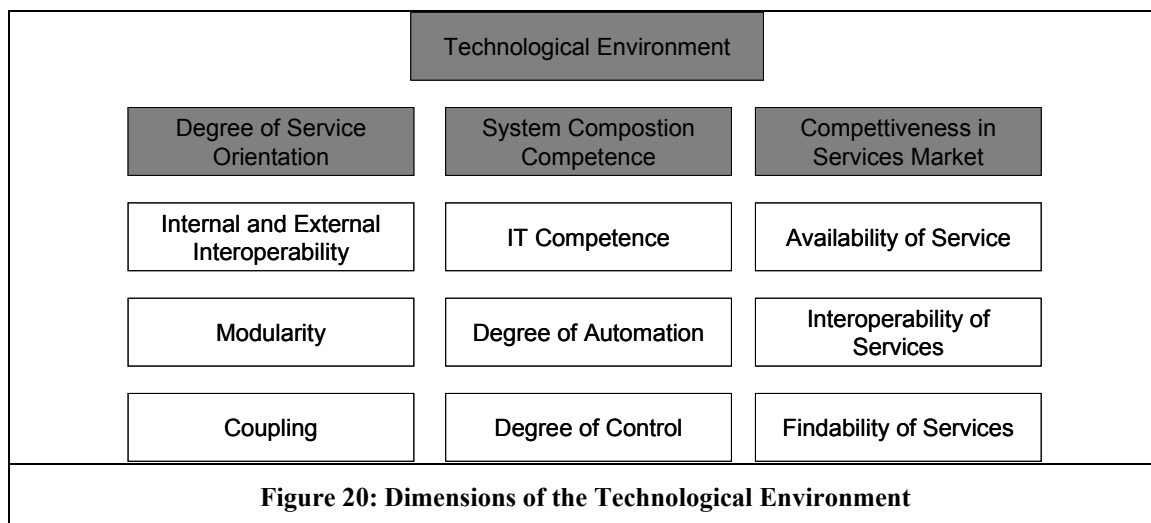 Technological Environment
Degree of Service
Orientation
System Compostion
Competence
Compettiveness in
Services Market
Internal and External
Interoperability
IT Competence
Availability of Service
Modularity
Degree of Automation
Interoperability of
Services
Coupling
Degree of Control
Findability of Services
Figure 20: Dimensions of the Technological Environment